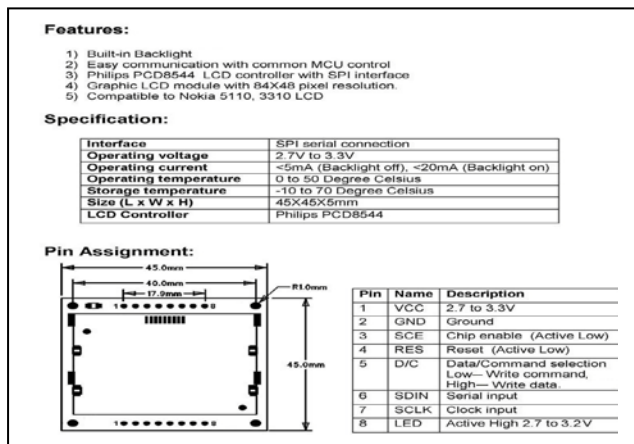 Features:
1) Built-in Backlight
2) Easy communication with common MCU control
3) Philips PCD8544 LCD controller with SPI interface
4) Graphic LCD module with 84X48 pixel resolution.
5) Compatible to Nokia 5110, 3310 LCD
Specification:
Interface SPI serial connection
Operating voltage 2.7V to 3.3V
Operating current <5mA (Backlight off), <20mA (Backlight on)
Operating temperature 0 to 50 Degree Celsius
Storage temperature -10 to 70 Degree Celsius
Size (L x W x H) 45X45X5mm
LCD Controller Philips PCD8544
Pin Assignment:
45.0mm
40.0mm
17.9mm
R1.0mm
1 8
45.0mm
1 8
Pin Name Description
1 VCC 2.7 to 3.3V
2 GND Ground
3 SCE Chip enable (Active Low)
4 RES Reset (Active Low)
5 D/C Data/Command selection
Low— Write command,
High— Write data.
6 SDIN Serial input
7 SCLK Clock input
8 LED Active High 2.7 to 3.2V